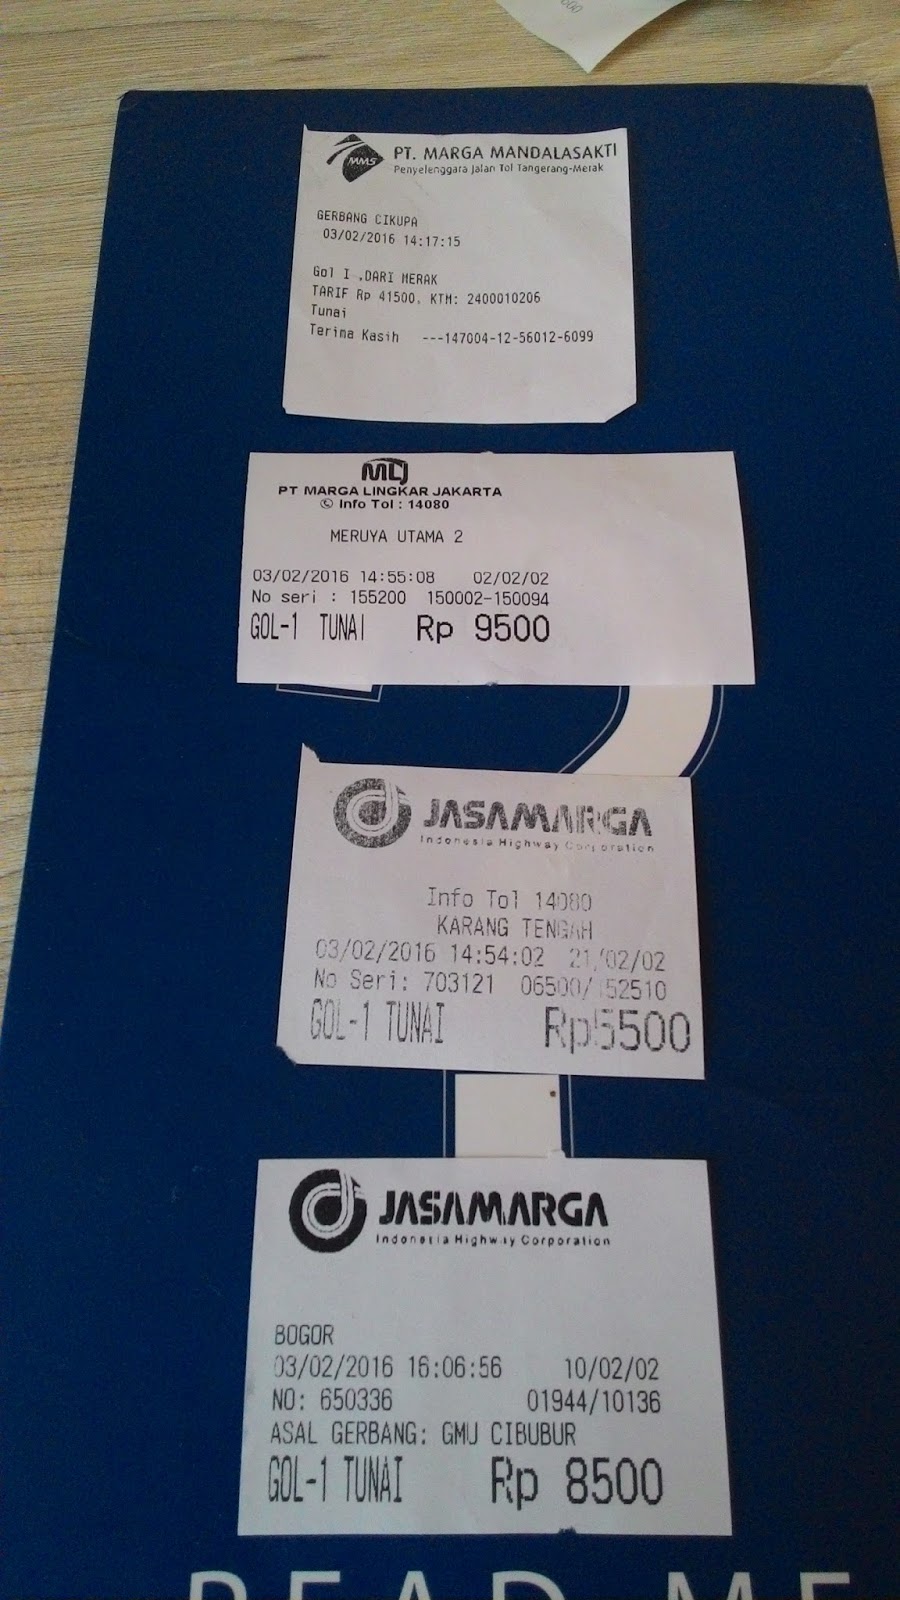 MMS
PT. MARGA MANDALASAKTI
Penyelenggara Jalan Tol Tangerang-Merak
GERBANG CIKUPA
03/02/2016 14:17:15
Gol I ,DARI MERAK
TARIF Rp 41500, KTM: 2400010206
Tunai
Terima Kasih ---147004-12-56012-6099
MLJ
PT MARGA LINGKAR JAKARTA
Info Tol : 14080
MERUYA UTAMA 2
03/02/2016 14:55:08 02/02/02
No seri : 155200 150002-150094
GOL-1 TUNAI Rp 9500
JASAMARGA
Indonesia Highway Corporation
Info Tol 14080
KARANG TENGAH
03/02/2016 14:54:02 21/02/02
No Seri: 703121 06500/152510
GOL-1 TUNAI Rp5500
JASAMARGA
Indonesia Highway Corporation
BOGOR
03/02/2016 16:06:56 10/02/02
NO: 650336 01944/10136
ASAL GERBANG: GMU CIBUBUR
GOL-1 TUNAI Rp 8500
READ ME